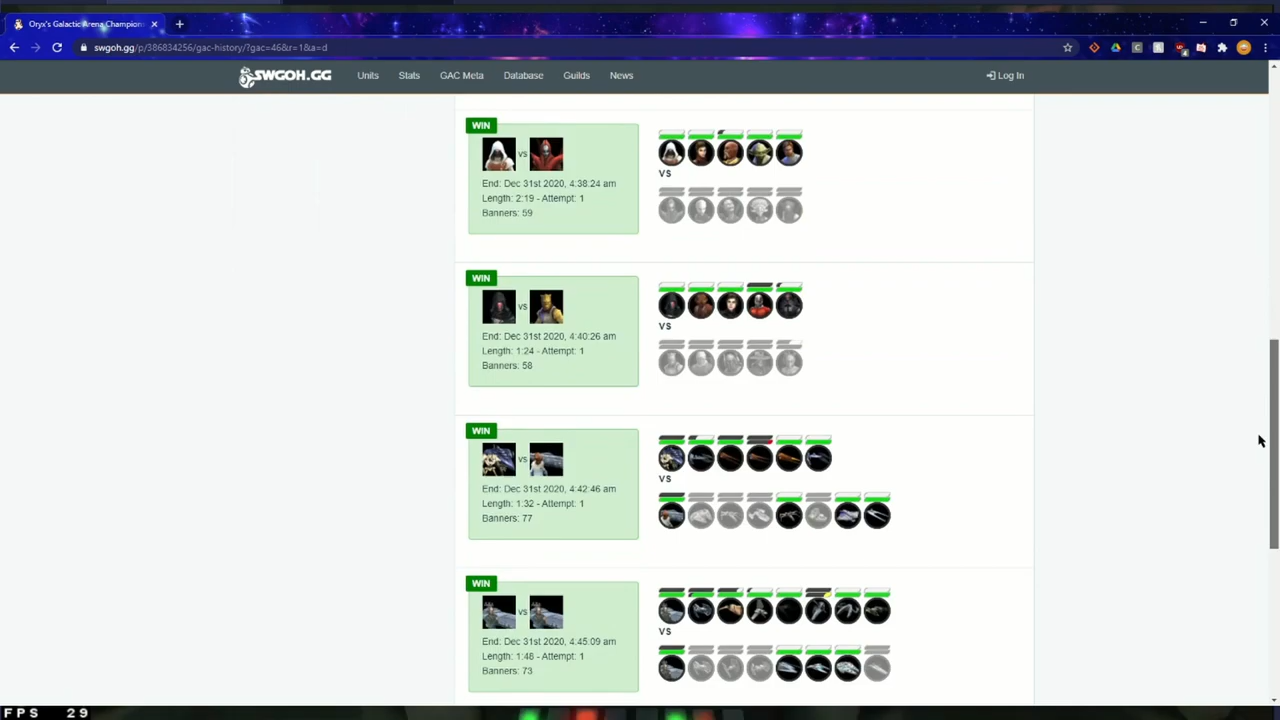 Oryx's Galactic Arena Champions
swgoh.gg/p/386834256/gac-history/?gac=46&r=1&a=d
SWGOH.GG Units Stats GAC Meta Database Guilds News Log In
WIN
vs
End: Dec 31st 2020, 4:38:24 am
Length: 2:19 - Attempt: 1
Banners: 59
VS
WIN
vs
End: Dec 31st 2020, 4:40:26 am
Length: 1:24 - Attempt: 1
Banners: 58
VS
WIN
vs
End: Dec 31st 2020, 4:42:46 am
Length: 1:32 - Attempt: 1
Banners: 77
VS
WIN
vs
End: Dec 31st 2020, 4:45:09 am
Length: 1:48 - Attempt: 1
Banners: 73
VS
FPS 29